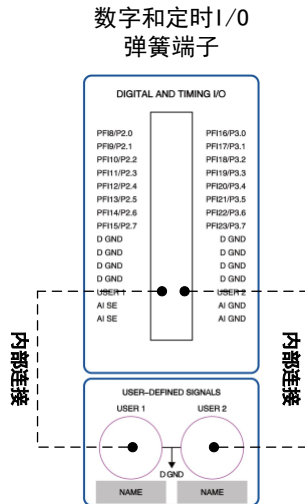 数字和定时I/0
弹簧端子
DIGITAL AND TIMING I/O
PFI8/P2.0 PFI16/P3.0
PFI9/P2.1 PFI17/P3.1
PFI10/P2.2 PFI18/P3.2
PFI11/P2.3 PFI19/P3.3
PFI12/P2.4 PFI20/P3.4
PFI13/P2.5 PFI21/P3.5
PFI14/P2.6 PFI22/P3.6
PFI15/P2.7 PFI23/P3.7
D GND D GND
D GND D GND
D GND D GND
D GND D GND
USER 1 USER 2
AI SE AI GND
AI SE AI GND
内部连接
内部连接
USER-DEFINED SIGNALS
USER 1 USER 2
D GND
NAME NAME